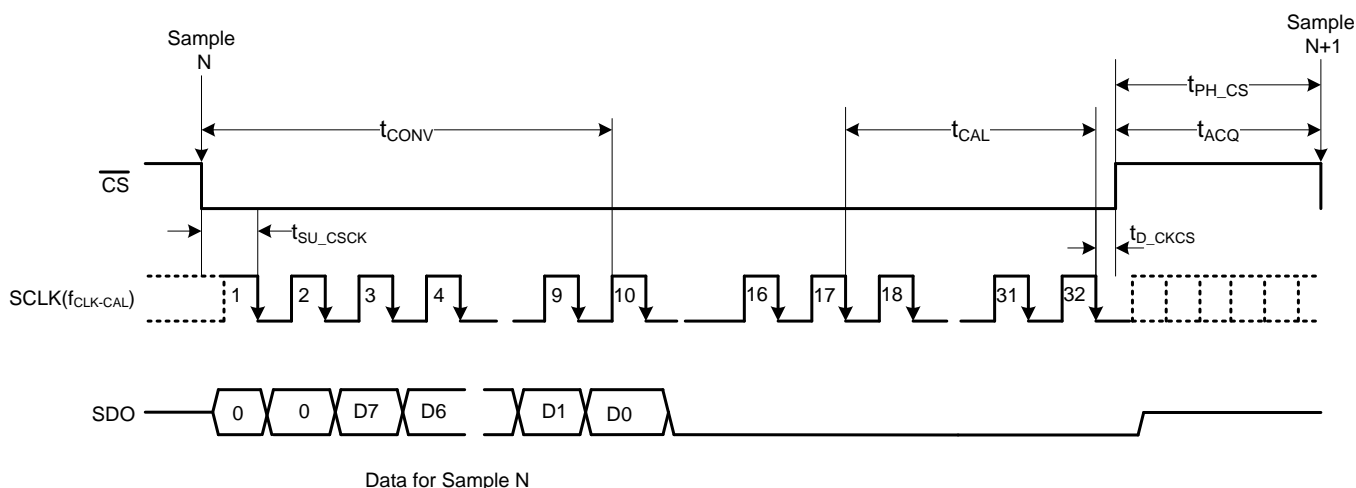 Sample
N
Sample
N+1
tPH_CS
tCONV
tCAL
tACQ
CS
tSU_CSCK
tD_CKCS
SCLK(fCLK-CAL)
1 2 3 4 9 10 16 17 18 31 32
SDO
0 0 D7 D6 D1 D0
Data for Sample N